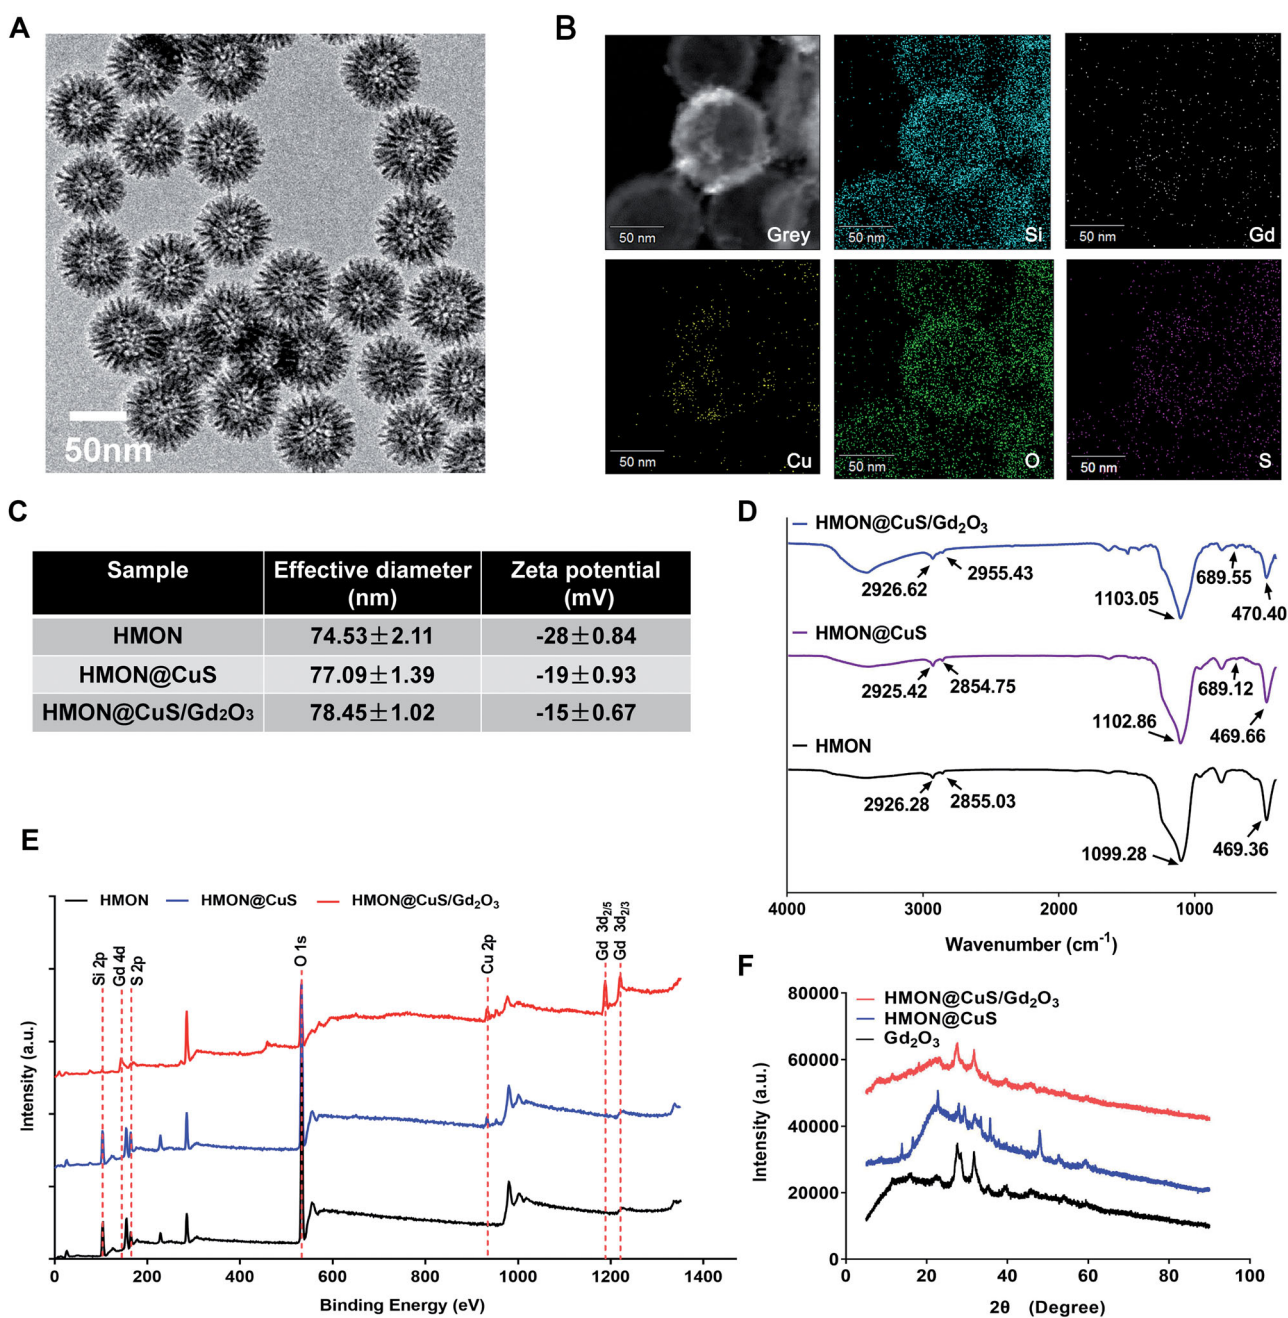 A
50nm
B
50 nm
Grey
50 nm
Si
50 nm
Gd
50 nm
Cu
50 nm
O
50 nm
S
C
Sample
Effective diameter
(nm)
Zeta potential
(mV)
HMON
74.53±2.11
-28±0.84
HMON@CuS
77.09±1.39
-19±0.93
HMON@CuS/Gd₂O₃
78.45±1.02
-15±0.67
D
HMON@CuS/Gd₂O₃
2926.62
2955.43
1103.05
689.55
470.40
HMON@CuS
2925.42
2854.75
1102.86
689.12
469.66
HMON
2926.28
2855.03
1099.28
469.36
4000
3000
2000
1000
Wavenumber (cm⁻¹)
E
HMON
HMON@CuS
HMON@CuS/Gd₂O₃
Si 2p
Gd 4d
S 2p
O 1s
Cu 2p
Gd 3d2/5
Gd 3d2/3
Intensity (a.u.)
0
200
400
600
800
1000
1200
1400
Binding Energy (eV)
F
HMON@CuS/Gd₂O₃
HMON@CuS
Gd₂O₃
Intensity (a.u.)
80000
60000
40000
20000
0
0
20
40
60
80
100
2θ (Degree)